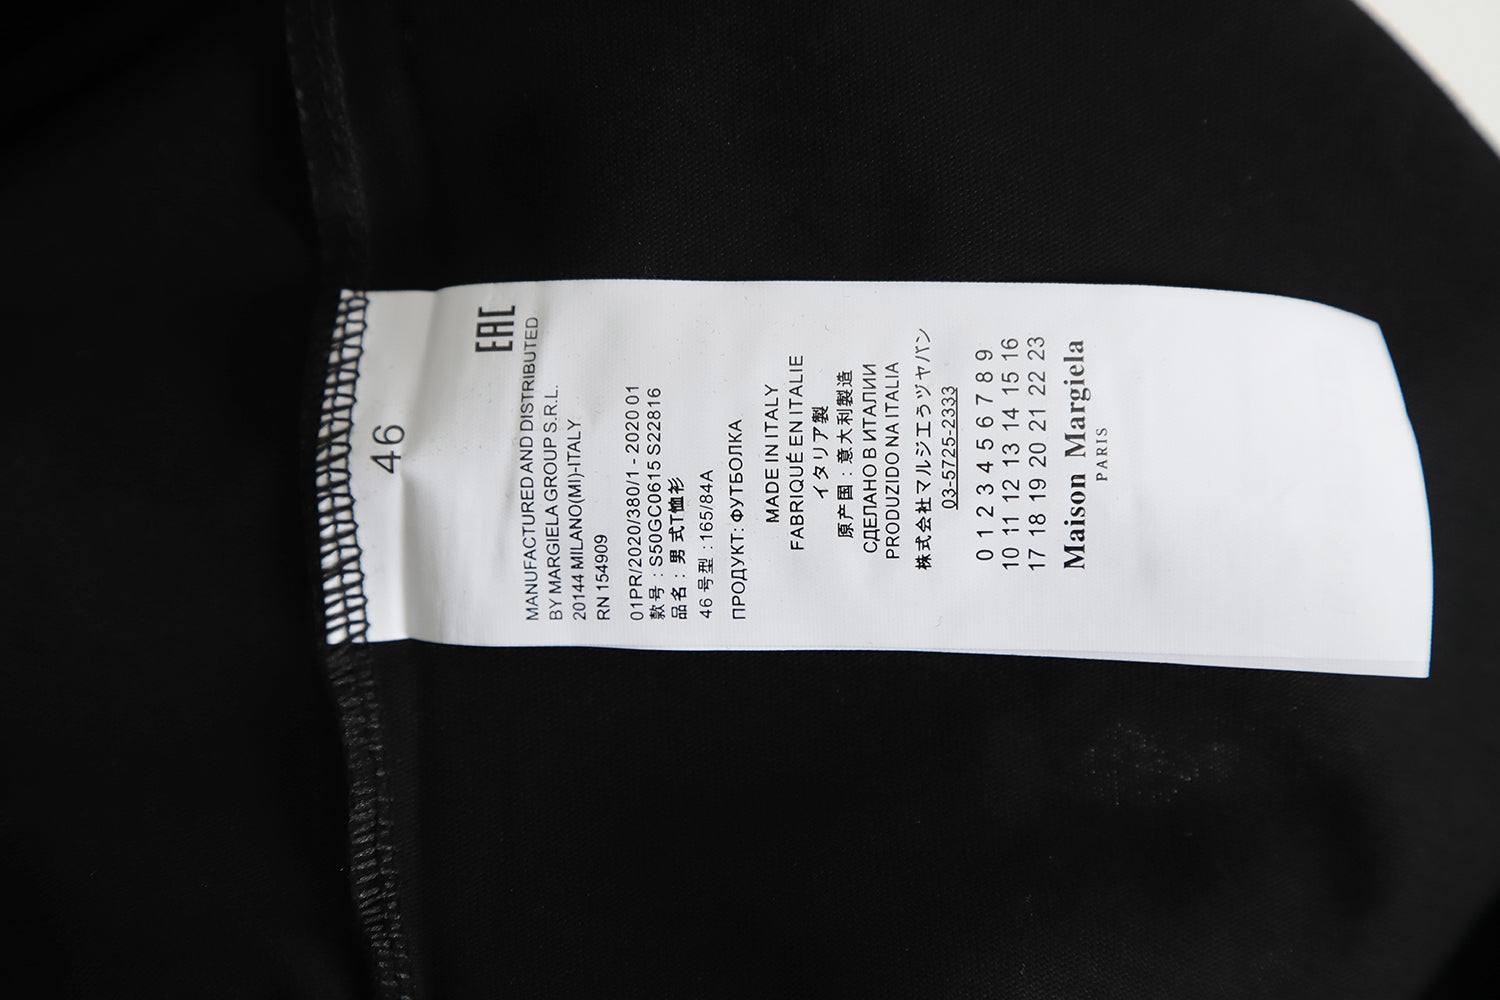 46
EAC
MANUFACTURED AND DISTRIBUTED
BY MARGIELA GROUP S.R.L.
20144 MILANO(MI)-ITALY
RN 154909
01PR/2020/380/1 - 2020 01
款号 : S50GC0615 S22816
品名 : 男 式T恤衫
46 号型 : 165/84A
ПРОДУКТ: ФУТБОЛКА
MADE IN ITALY
FABRIQUÉ EN ITALIE
イタリア製
原产国 : 意大利製造
СДЕЛАНО В ИТАЛИИ
PRODUZIDO NA ITALIA
株式会社マルジエうヅヤパン
03-5725-2333
0 1 2 3 4 5 6 7 8 9
10 11 12 13 14 15 16
17 18 19 20 21 22 23
Maison Margiela
PARIS